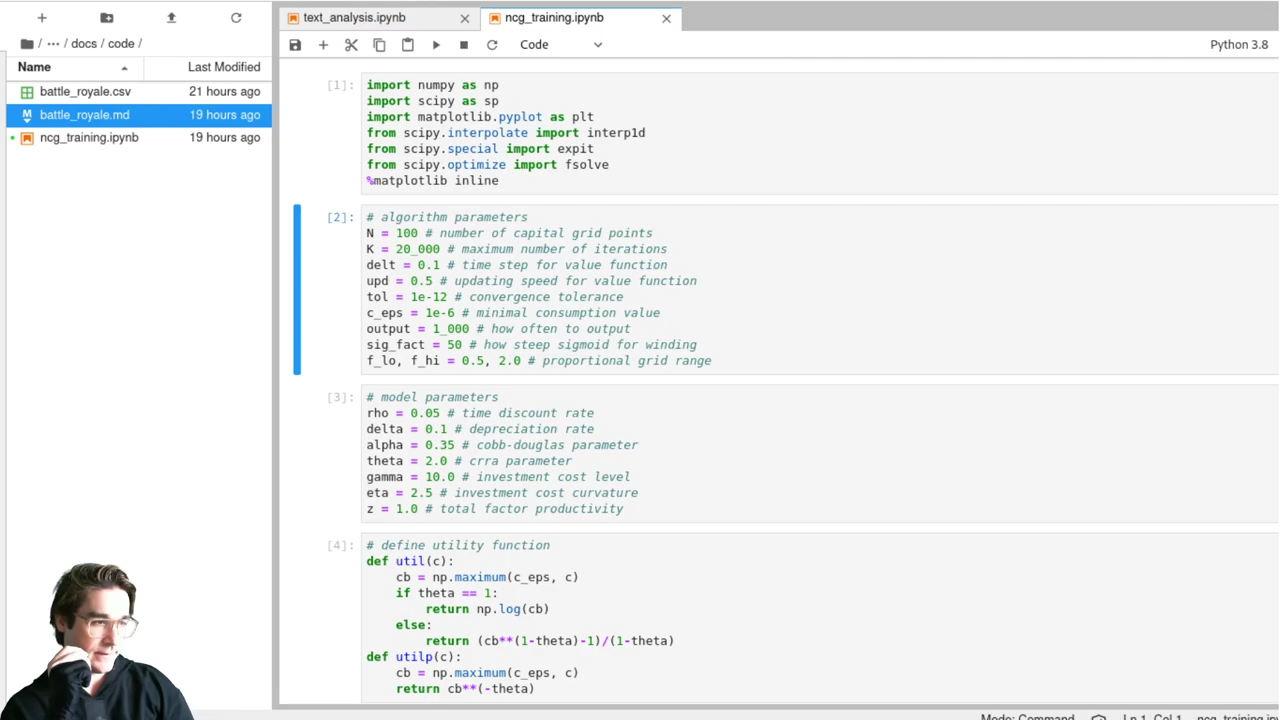 text_analysis.ipynb
ncg_training.ipynb
/ ... / docs / code /
Code
Python 3.8
Name
Last Modified
battle_royale.csv 21 hours ago
battle_royale.md 19 hours ago
ncg_training.ipynb 19 hours ago
[1]:
import numpy as np
import scipy as sp
import matplotlib.pyplot as plt
from scipy.interpolate import interp1d
from scipy.special import expit
from scipy.optimize import fsolve
%matplotlib inline
[2]:
# algorithm parameters
N = 100 # number of capital grid points
K = 20_000 # maximum number of iterations
delt = 0.1 # time step for value function
upd = 0.5 # updating speed for value function
tol = 1e-12 # convergence tolerance
c_eps = 1e-6 # minimal consumption value
output = 1_000 # how often to output
sig_fact = 50 # how steep sigmoid for winding
f_lo, f_hi = 0.5, 2.0 # proportional grid range
[3]:
# model parameters
rho = 0.05 # time discount rate
delta = 0.1 # depreciation rate
alpha = 0.35 # cobb-douglas parameter
theta = 2.0 # crra parameter
gamma = 10.0 # investment cost level
eta = 2.5 # investment cost curvature
z = 1.0 # total factor productivity
[4]:
# define utility function
def util(c):
    cb = np.maximum(c_eps, c)
    if theta == 1:
        return np.log(cb)
    else:
        return (cb**(1-theta)-1)/(1-theta)
def utilp(c):
    cb = np.maximum(c_eps, c)
    return cb**(-theta)
Mode: Command Ln 1, Col 1 ncg_training.ip